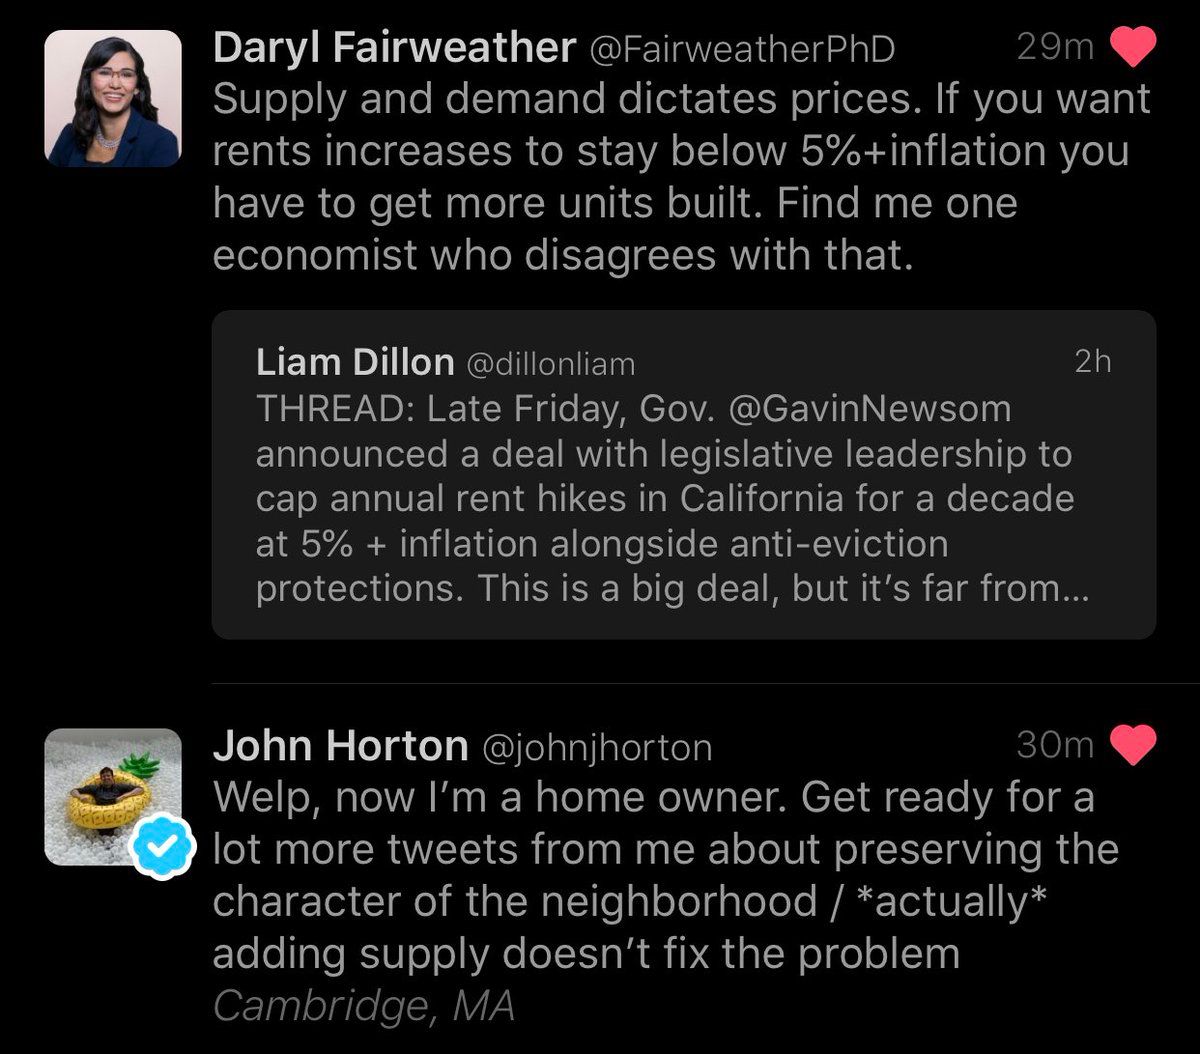 Daryl Fairweather @FairweatherPhD 29m
Supply and demand dictates prices. If you want
rents increases to stay below 5%+inflation you
have to get more units built. Find me one
economist who disagrees with that.
Liam Dillon @dillonliam 2h
THREAD: Late Friday, Gov. @GavinNewsom
announced a deal with legislative leadership to
cap annual rent hikes in California for a decade
at 5% + inflation alongside anti-eviction
protections. This is a big deal, but it’s far from...
John Horton @johnjhorton 30m
Welp, now I’m a home owner. Get ready for a
lot more tweets from me about preserving the
character of the neighborhood / *actually*
adding supply doesn’t fix the problem
Cambridge, MA